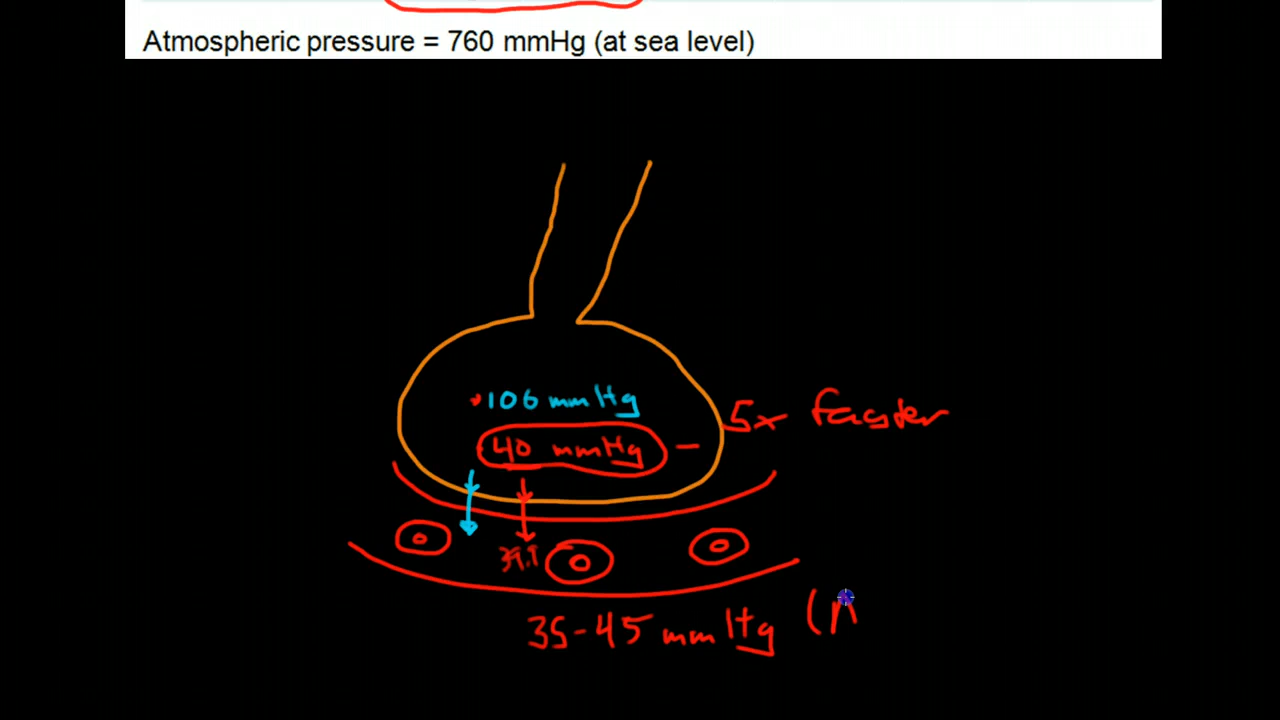 Atmospheric pressure = 760 mmHg (at sea level)
106 mmHg
5x faster
40 mmHg –
35-45 mmHg (n